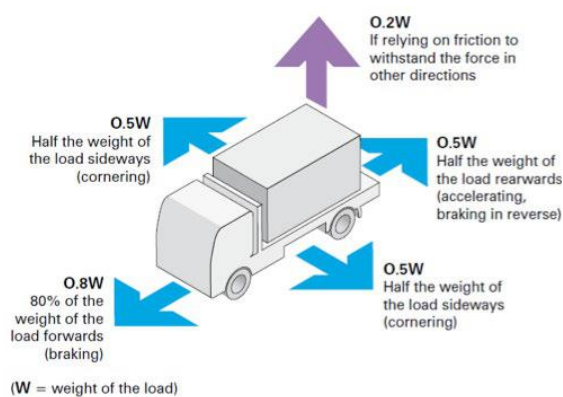 0.2W
If relying on friction to
withstand the force in
other directions
0.5W
Half the weight of
the load sideways
(cornering)
0.5W
Half the weight of
the load rearwards
(accelerating,
braking in reverse)
0.8W
80% of the
weight of the
load forwards
(braking)
0.5W
Half the weight of
the load sideways
(cornering)
(W = weight of the load)